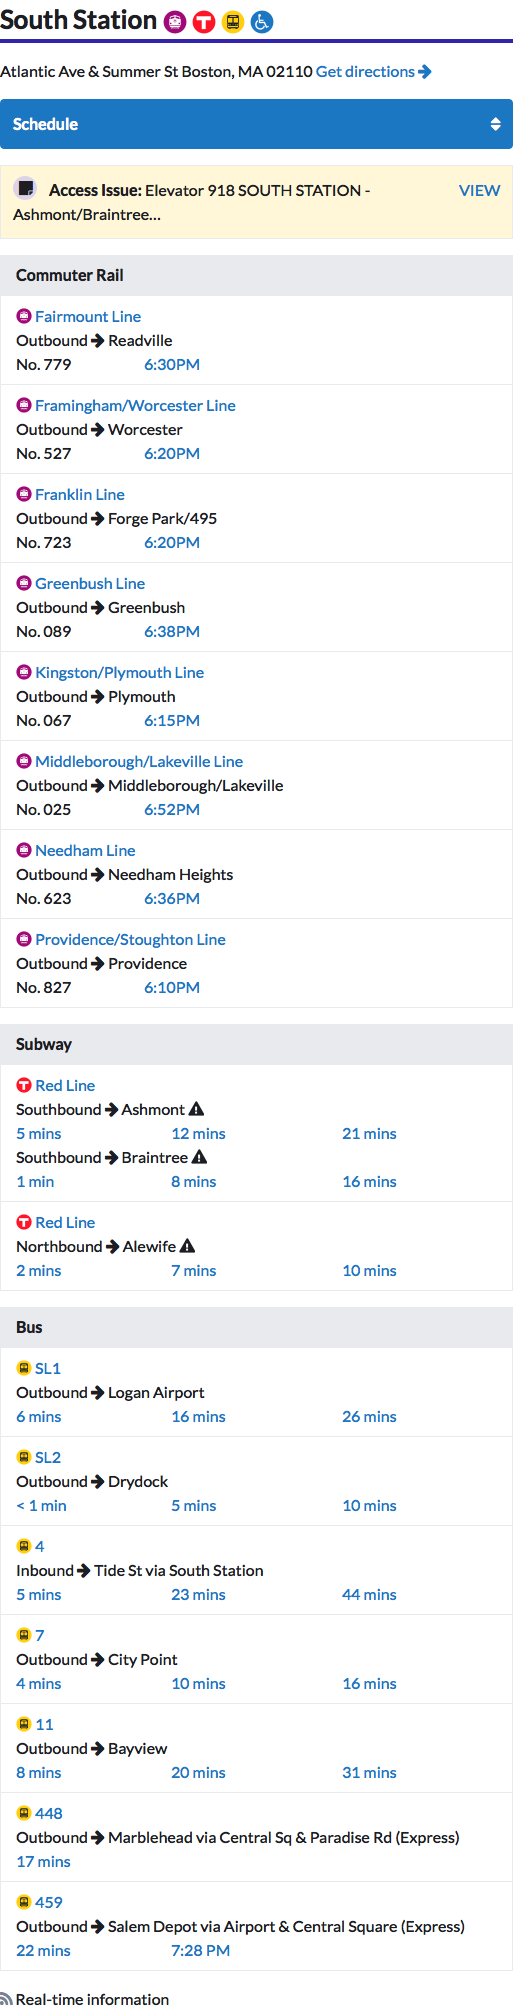 South Station
Atlantic Ave & Summer St Boston, MA 02110 Get directions
Schedule
Access Issue: Elevator 918 SOUTH STATION - VIEW
Ashmont/Braintree...
Commuter Rail
Fairmount Line
Outbound Readville
No. 779 6:30PM
Framingham/Worcester Line
Outbound Worcester
No. 527 6:20PM
Franklin Line
Outbound Forge Park/495
No. 723 6:20PM
Greenbush Line
Outbound Greenbush
No. 089 6:38PM
Kingston/Plymouth Line
Outbound Plymouth
No. 067 6:15PM
Middleborough/Lakeville Line
Outbound Middleborough/Lakeville
No. 025 6:52PM
Needham Line
Outbound Needham Heights
No. 623 6:36PM
Providence/Stoughton Line
Outbound Providence
No. 827 6:10PM
Subway
T Red Line
Southbound Ashmont
5 mins 12 mins 21 mins
Southbound Braintree
1 min 8 mins 16 mins
T Red Line
Northbound Alewife
2 mins 7 mins 10 mins
Bus
SL1
Outbound Logan Airport
6 mins 16 mins 26 mins
SL2
Outbound Drydock
< 1 min 5 mins 10 mins
4
Inbound Tide St via South Station
5 mins 23 mins 44 mins
7
Outbound City Point
4 mins 10 mins 16 mins
11
Outbound Bayview
8 mins 20 mins 31 mins
448
Outbound Marblehead via Central Sq & Paradise Rd (Express)
17 mins
459
Outbound Salem Depot via Airport & Central Square (Express)
22 mins 7:28 PM
Real-time information